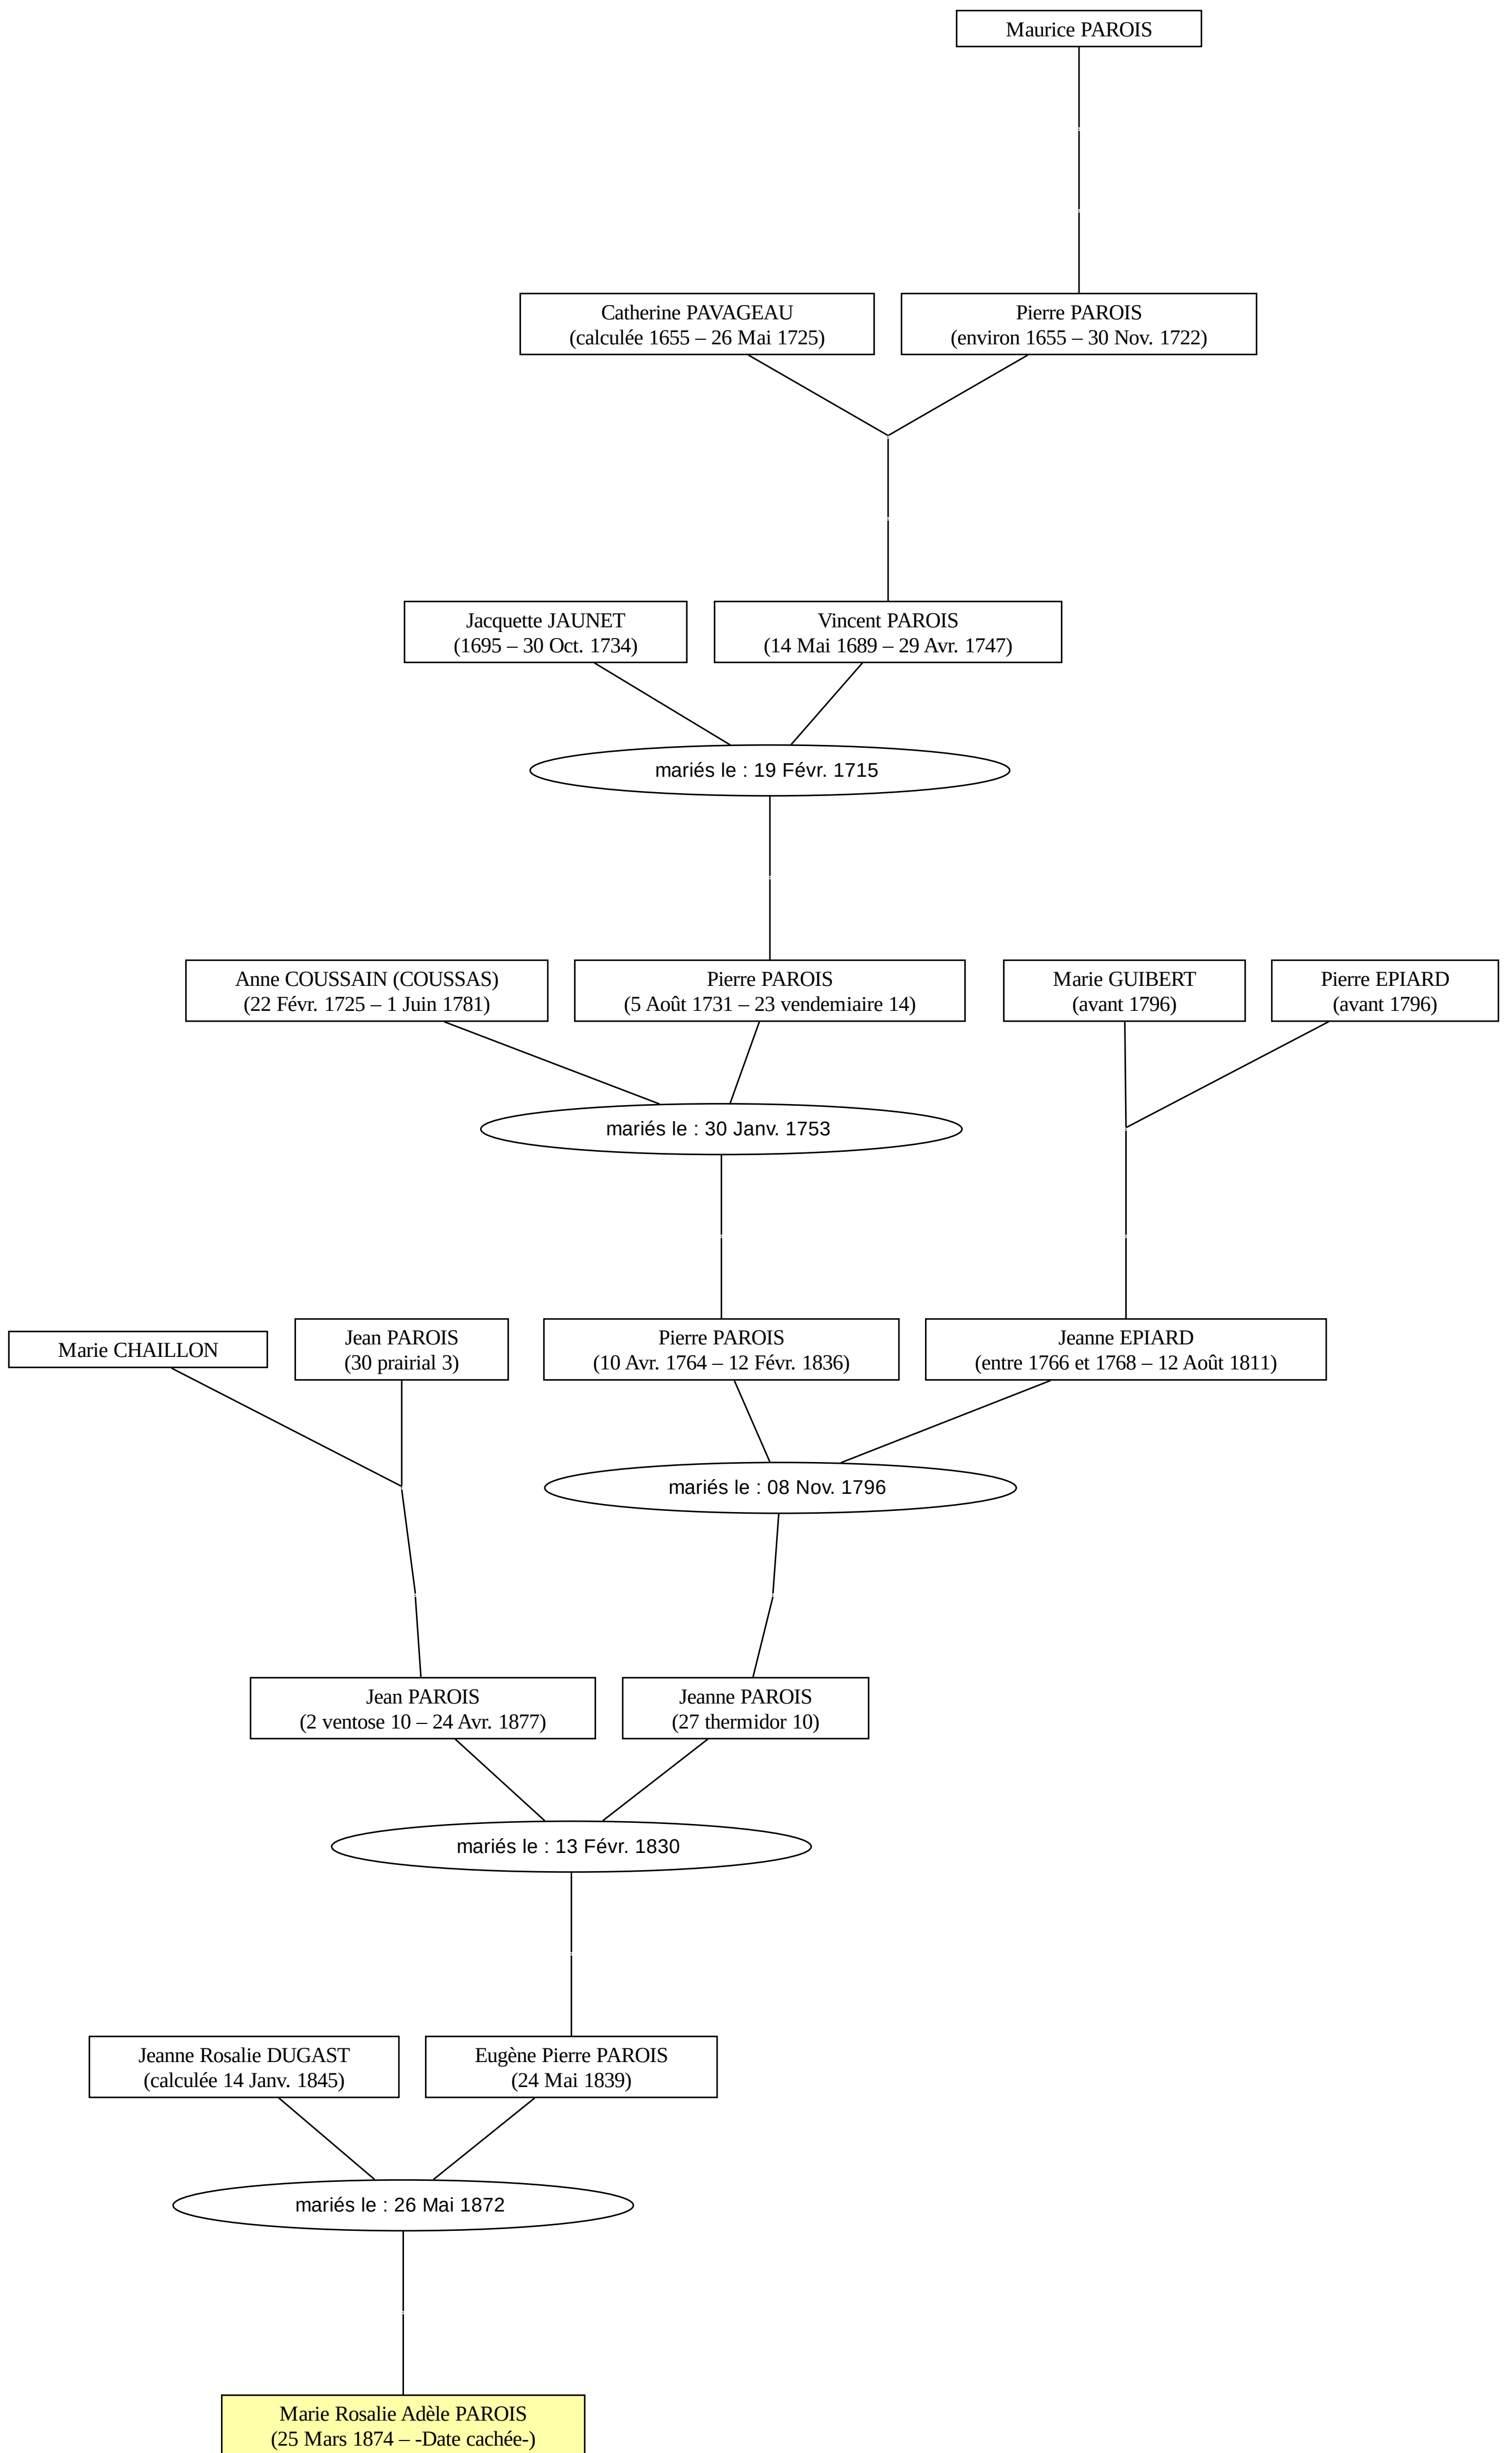 Maurice PAROIS
Catherine PAVAGEAU
(calculée 1655 – 26 Mai 1725)
Pierre PAROIS
(environ 1655 – 30 Nov. 1722)
Jacquette JAUNET
(1695 – 30 Oct. 1734)
Vincent PAROIS
(14 Mai 1689 – 29 Avr. 1747)
mariés le : 19 Févr. 1715
Anne COUSSAIN (COUSSAS)
(22 Févr. 1725 – 1 Juin 1781)
Pierre PAROIS
(5 Août 1731 – 23 vendemiaire 14)
Marie GUIBERT
(avant 1796)
Pierre EPIARD
(avant 1796)
mariés le : 30 Janv. 1753
Marie CHAILLON
Jean PAROIS
(30 prairial 3)
Pierre PAROIS
(10 Avr. 1764 – 12 Févr. 1836)
Jeanne EPIARD
(entre 1766 et 1768 – 12 Août 1811)
mariés le : 08 Nov. 1796
Jean PAROIS
(2 ventose 10 – 24 Avr. 1877)
Jeanne PAROIS
(27 thermidor 10)
mariés le : 13 Févr. 1830
Jeanne Rosalie DUGAST
(calculée 14 Janv. 1845)
Eugène Pierre PAROIS
(24 Mai 1839)
mariés le : 26 Mai 1872
Marie Rosalie Adèle PAROIS
(25 Mars 1874 – -Date cachée-)